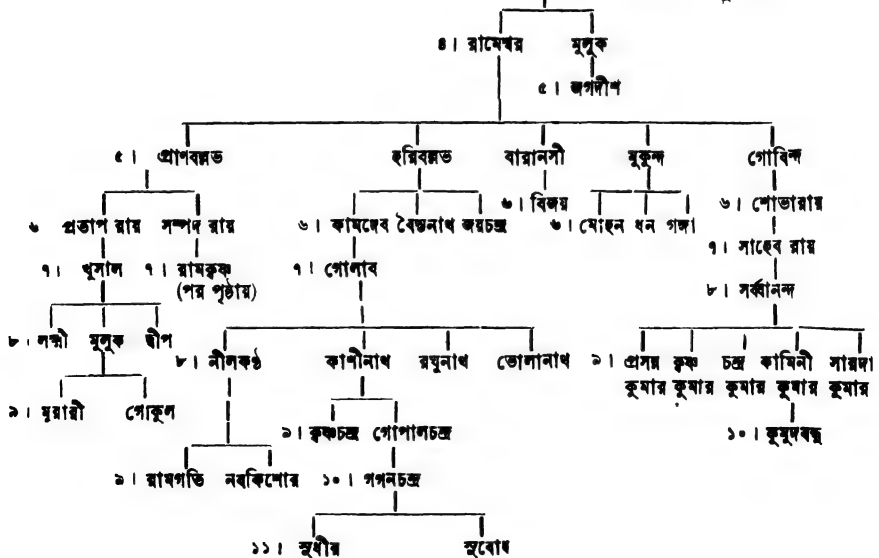 ৪। রামেশ্বর মুলুক
৫। জগদীশ
৫। প্রাণবল্লভ হরিবল্লভ বারানসী মুকুন্দ গোবিন্দ
৬ প্রতাপ রায় সম্পদ রায় ৬। কামদেব বৈদ্যনাথ জয়চন্দ্র ৬। বিজয় ৬। মোহন ধন গঙ্গা ৬। শোভারায়
৭। খুসাল ৭। রামকৃষ্ণ ৭। গোলাব ৭। সাহেব রায়
(পর পৃষ্ঠায়)
৮। সর্ব্বানন্দ
৮। লক্ষ্মী মুলুক দ্বীপ ৮। নীলকণ্ঠ কাশীনাথ রঘুনাথ ভোলানাথ ৯। প্রসন্ন কৃষ্ণ চন্দ্র কামিনী সারদা
কুমার কুমার কুমার কুমার কুমার
৯। মুরারী গোকুল
৯। কৃষ্ণচন্দ্র গোপালচন্দ্র ১০। কুমুদবন্ধু
৯। রামগতি নবকিশোর ১০। গগনচন্দ্র
১১। সুধীর সুবোধ